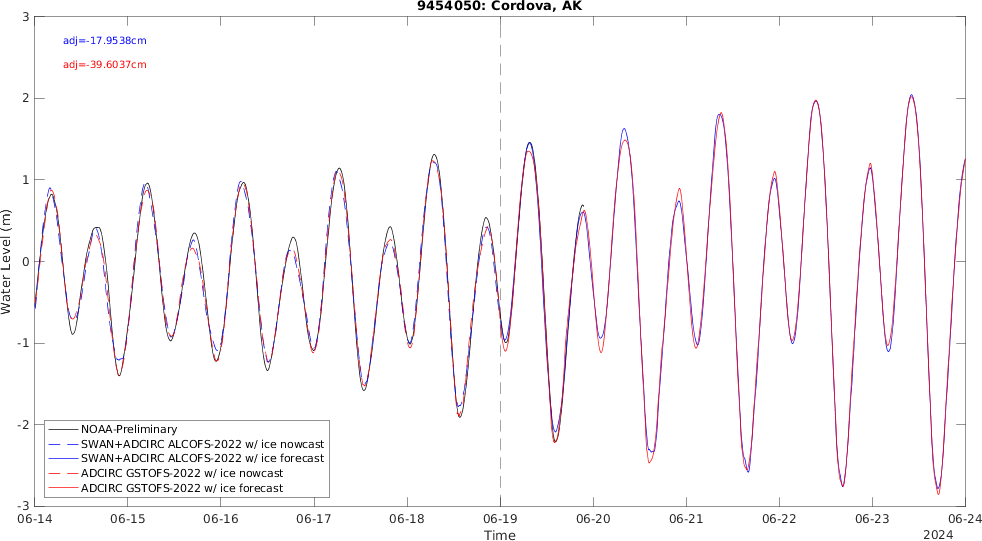 9454050: Cordova, AK
adj=-17.9538cm
adj=-39.6037cm
3
2
1
0
-1
-2
-3
Water Level (m)
NOAA-Preliminary
SWAN+ADCIRC ALCOFS-2022 w/ ice nowcast
SWAN+ADCIRC ALCOFS-2022 w/ ice forecast
ADCIRC GSTOFS-2022 w/ ice nowcast
ADCIRC GSTOFS-2022 w/ ice forecast
06-14 06-15 06-16 06-17 06-18 06-19 06-20 06-21 06-22 06-23 06-24
Time
2024